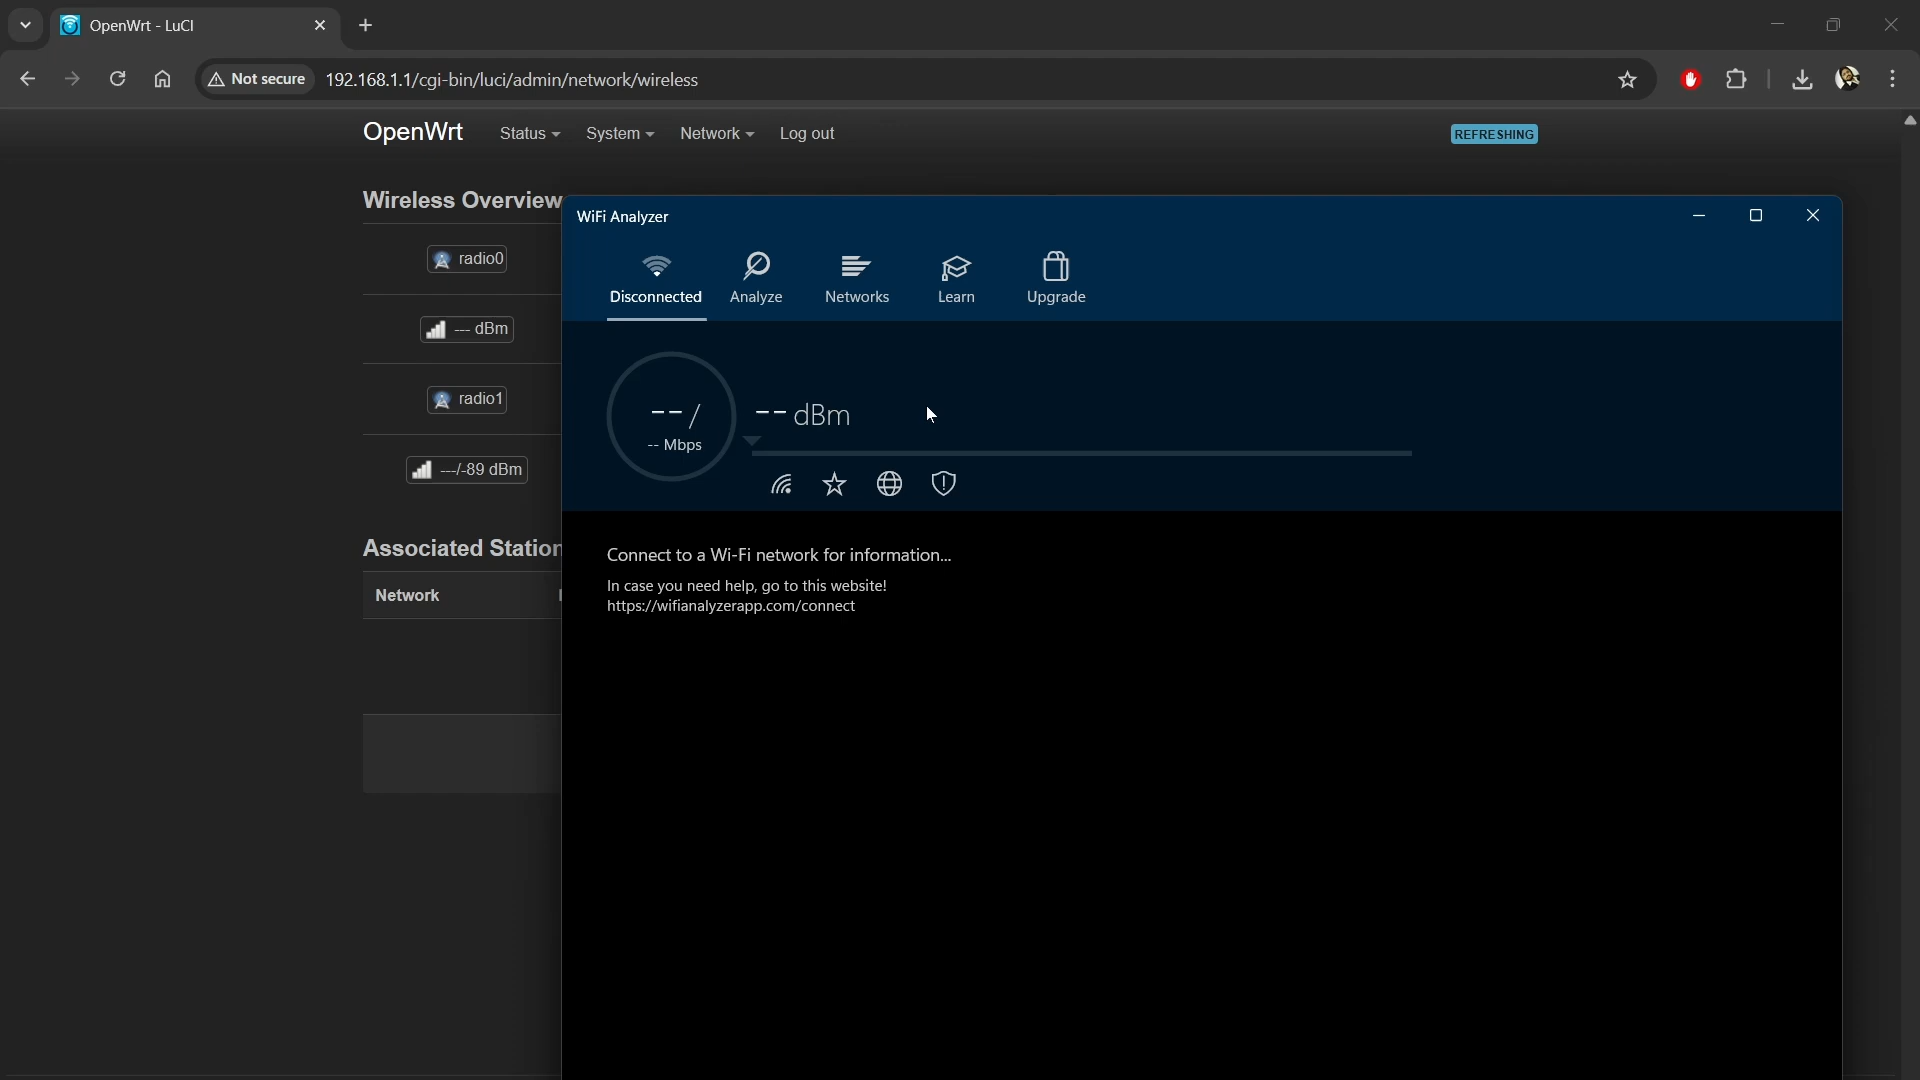 OpenWrt - LuCI
Not secure
192.168.1.1/cgi-bin/luci/admin/network/wireless
OpenWrt
Status
System
Network
Log out
REFRESHING
Wireless Overview
radio0
--- dBm
radio1
---/-89 dBm
Associated Station
Network
WiFi Analyzer
Disconnected
Analyze
Networks
Learn
Upgrade
--/
-- Mbps
-- dBm
Connect to a Wi-Fi network for information...
In case you need help, go to this website!
https://wifianalyzerapp.com/connect